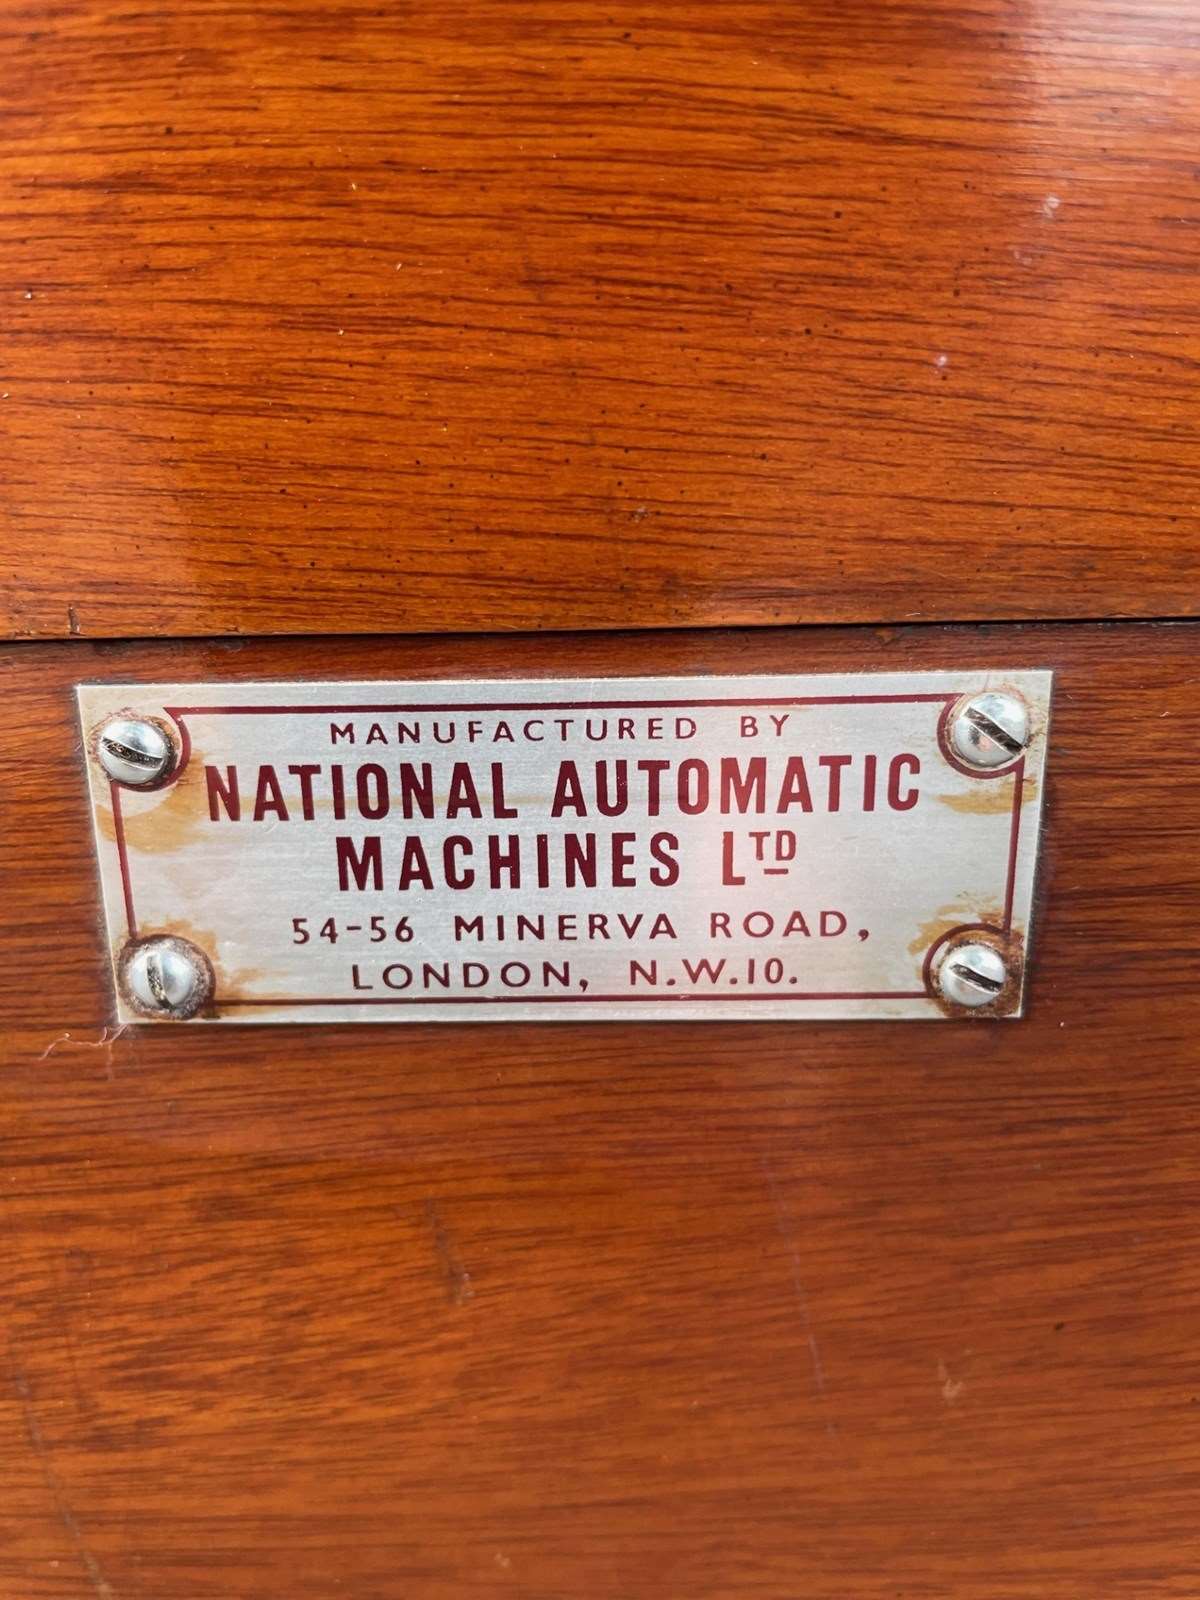 MANUFACTURED BY
NATIONAL AUTOMATIC
MACHINES LTD
54-56 MINERVA ROAD,
LONDON, N.W.10.